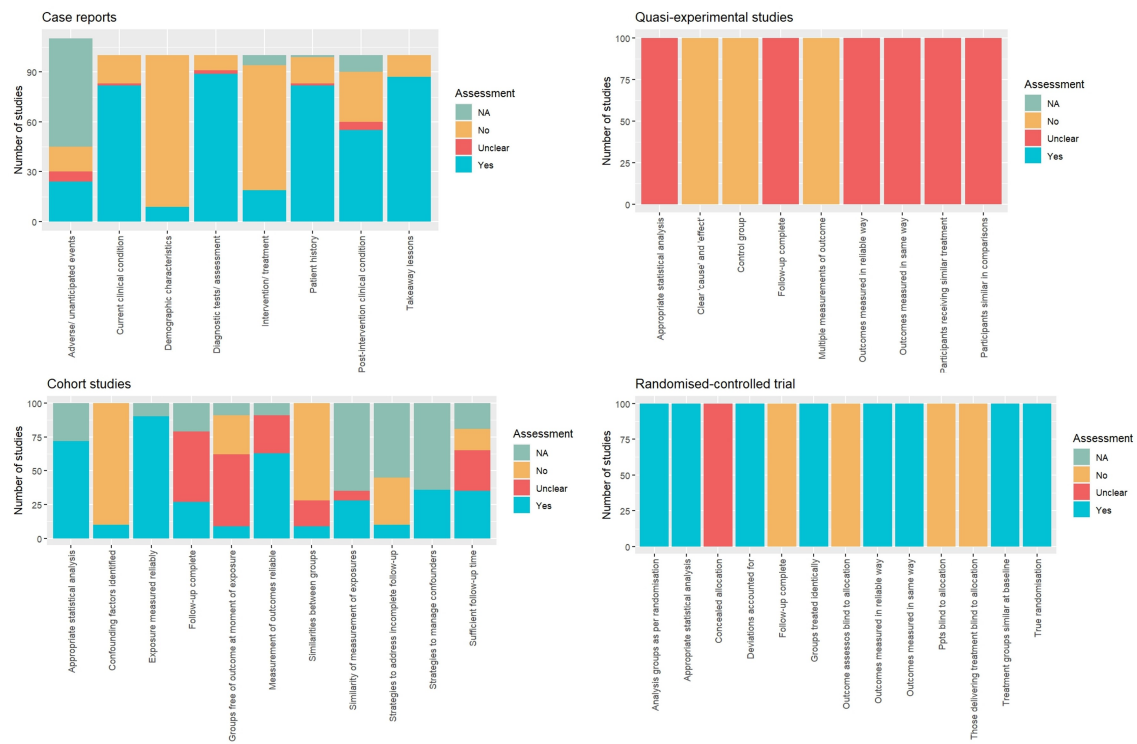 Case reports
Number of studies
90
60
30
0
Adverse/ unanticipated events
Current clinical condition
Demographic characteristics
Diagnostic tests/ assessment
Intervention/ treatment
Patient history
Post-intervention clinical condition
Takeaway lessons
Assessment
NA
No
Unclear
Yes
Quasi-experimental studies
Number of studies
100
75
50
25
0
Appropriate statistical analysis
Clear 'cause' and 'effect'
Control group
Follow-up complete
Multiple measurements of outcome
Outcomes measured in reliable way
Outcomes measured in same way
Participants receiving similar treatment
Participants similar in comparisons
Assessment
NA
No
Unclear
Yes
Cohort studies
Number of studies
100
75
50
25
0
Appropriate statistical analysis
Confounding factors identified
Exposure measured reliably
Follow-up complete
Groups free of outcome at moment of exposure
Measurement of outcomes reliable
Similarities between groups
Similarity of measurement of exposures
Strategies to address incomplete follow-up
Strategies to manage confounders
Sufficient follow-up time
Assessment
NA
No
Unclear
Yes
Randomised-controlled trial
Number of studies
100
75
50
25
0
Analysis groups as per randomisation
Appropriate statistical analysis
Concealed allocation
Deviations accounted for
Follow-up complete
Groups treated identically
Outcome assessos blind to allocation
Outcomes measured in reliable way
Outcomes measured in same way
Ppts blind to allocation
Those delivering treatment blind to allocation
Treatment groups similar at baseline
True randomisation
Assessment
NA
No
Unclear
Yes